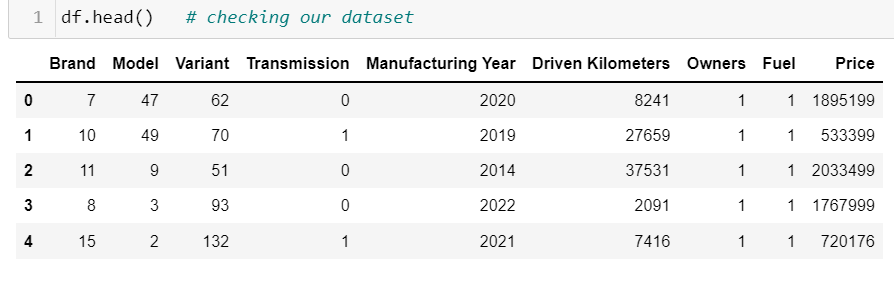 1 df.head() # checking our dataset
Brand Model Variant Transmission Manufacturing Year Driven Kilometers Owners Fuel Price
0 7 47 62 0 2020 8241 1 1 1895199
1 10 49 70 1 2019 27659 1 1 533399
2 11 9 51 0 2014 37531 1 1 2033499
3 8 3 93 0 2022 2091 1 1 1767999
4 15 2 132 1 2021 7416 1 1 720176